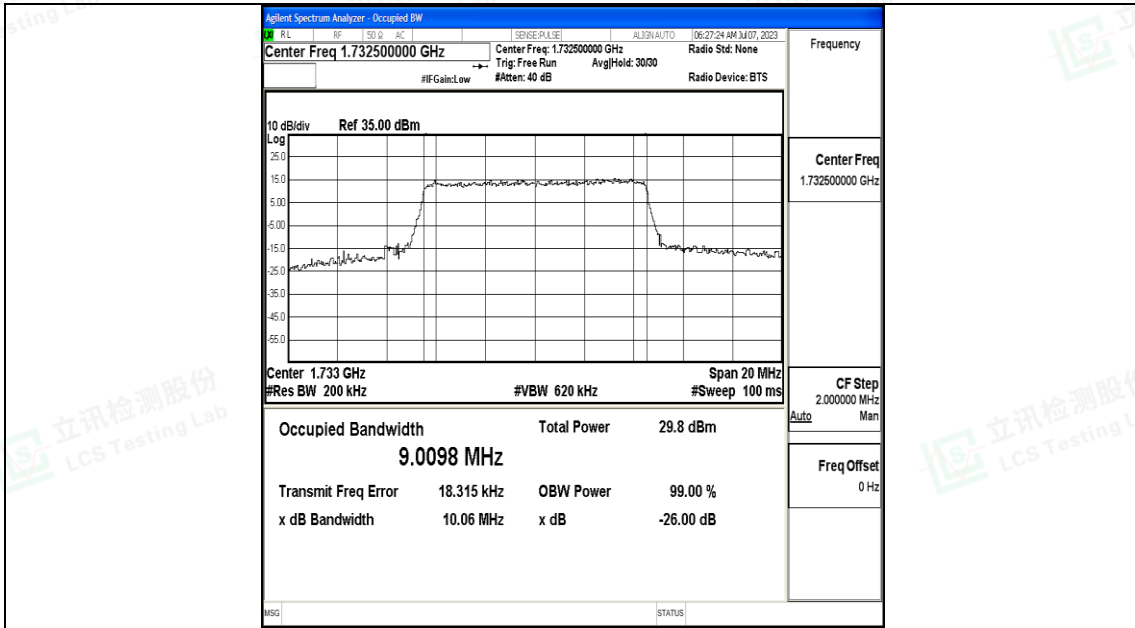 Agilent Spectrum Analyzer - Occupied BW
RL RF 50 Ω AC SENSE:PULSE ALIGN AUTO 06:27:24 AM Jul 07, 2023
Center Freq 1.732500000 GHz
Center Freq: 1.732500000 GHz
Radio Std: None
Trig: Free Run Avg|Hold: 30/30
#IFGain:Low
#Atten: 40 dB
Radio Device: BTS
10 dB/div Ref 35.00 dBm
Log
25.0
15.0
5.00
-5.00
-15.0
-25.0
-35.0
-45.0
-55.0
Center 1.733 GHz Span 20 MHz
#Res BW 200 kHz #VBW 620 kHz #Sweep 100 ms
Occupied Bandwidth Total Power 29.8 dBm
9.0098 MHz
Transmit Freq Error 18.315 kHz OBW Power 99.00 %
x dB Bandwidth 10.06 MHz x dB -26.00 dB
MSG STATUS
Frequency
Center Freq
1.732500000 GHz
CF Step
2.000000 MHz
Auto Man
Freq Offset
0 Hz
立讯检测股份
LCS Testing Lab
立讯检测股
LCS Testing L
sting La
立